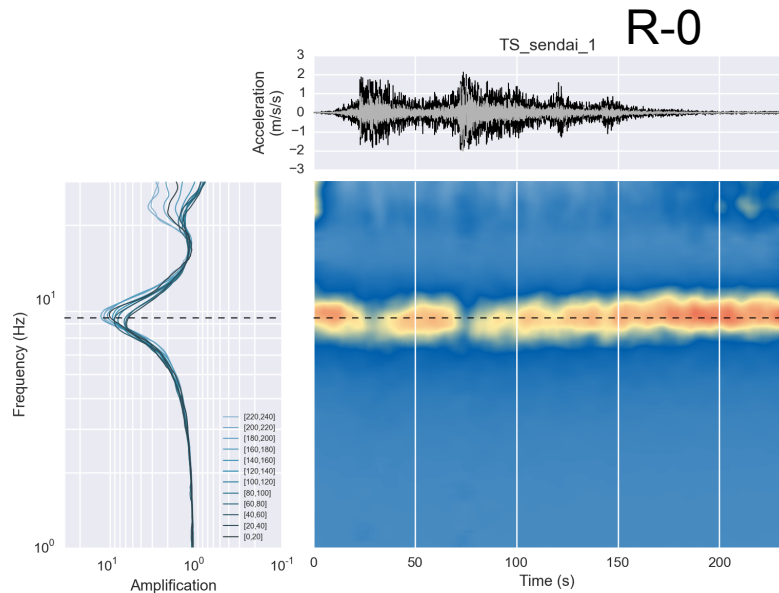 R-0
TS_sendai_1
3
2
1
0
−1
−2
−3
Acceleration
(m/s/s)
10^1
10^0
Frequency (Hz)
[220,240]
[200,220]
[180,200]
[160,180]
[140,160]
[120,140]
[100,120]
[80,100]
[60,80]
[40,60]
[20,40]
[0,20]
10^1 10^0 10^-1
Amplification
0 50 100 150 200
Time (s)